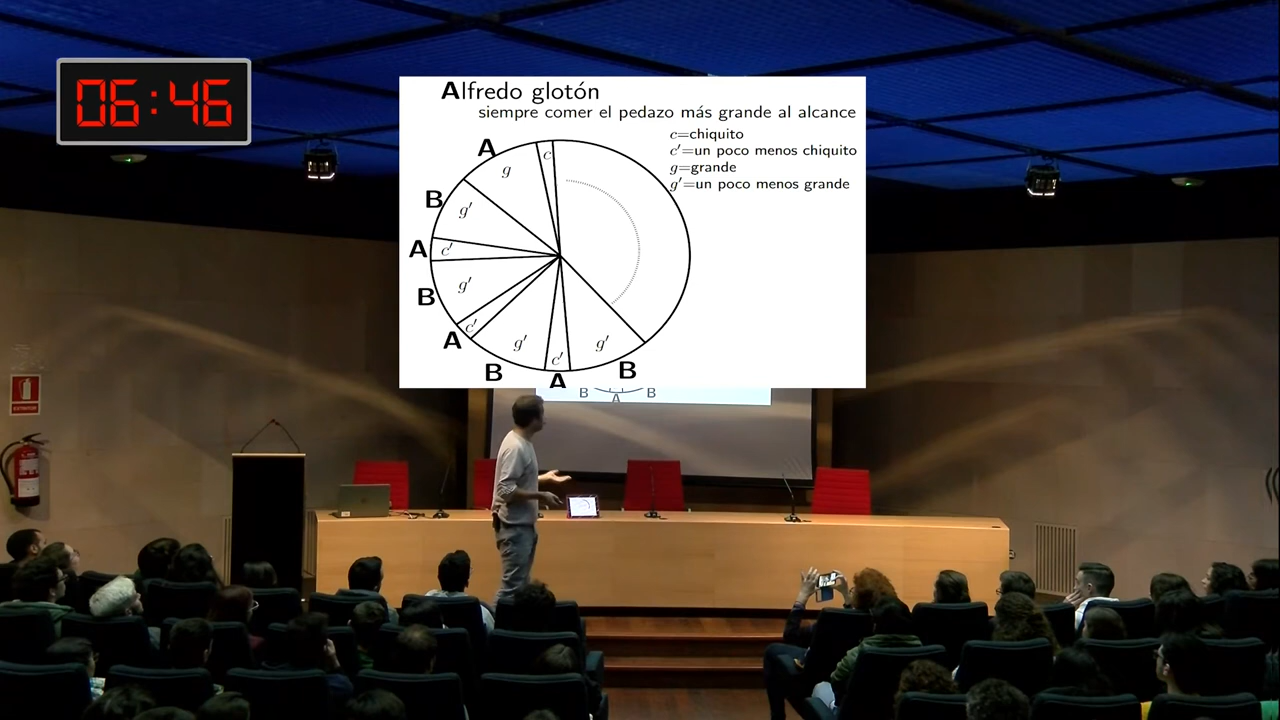 06:46
Alfredo glotón
siempre comer el pedazo más grande al alcance
c=chiquito
c'=un poco menos chiquito
g=grande
g'=un poco menos grande
A
c
g
B
g'
A
c'
g'
B
c'
A
g'
c'
g'
B
A
B
B
A
B